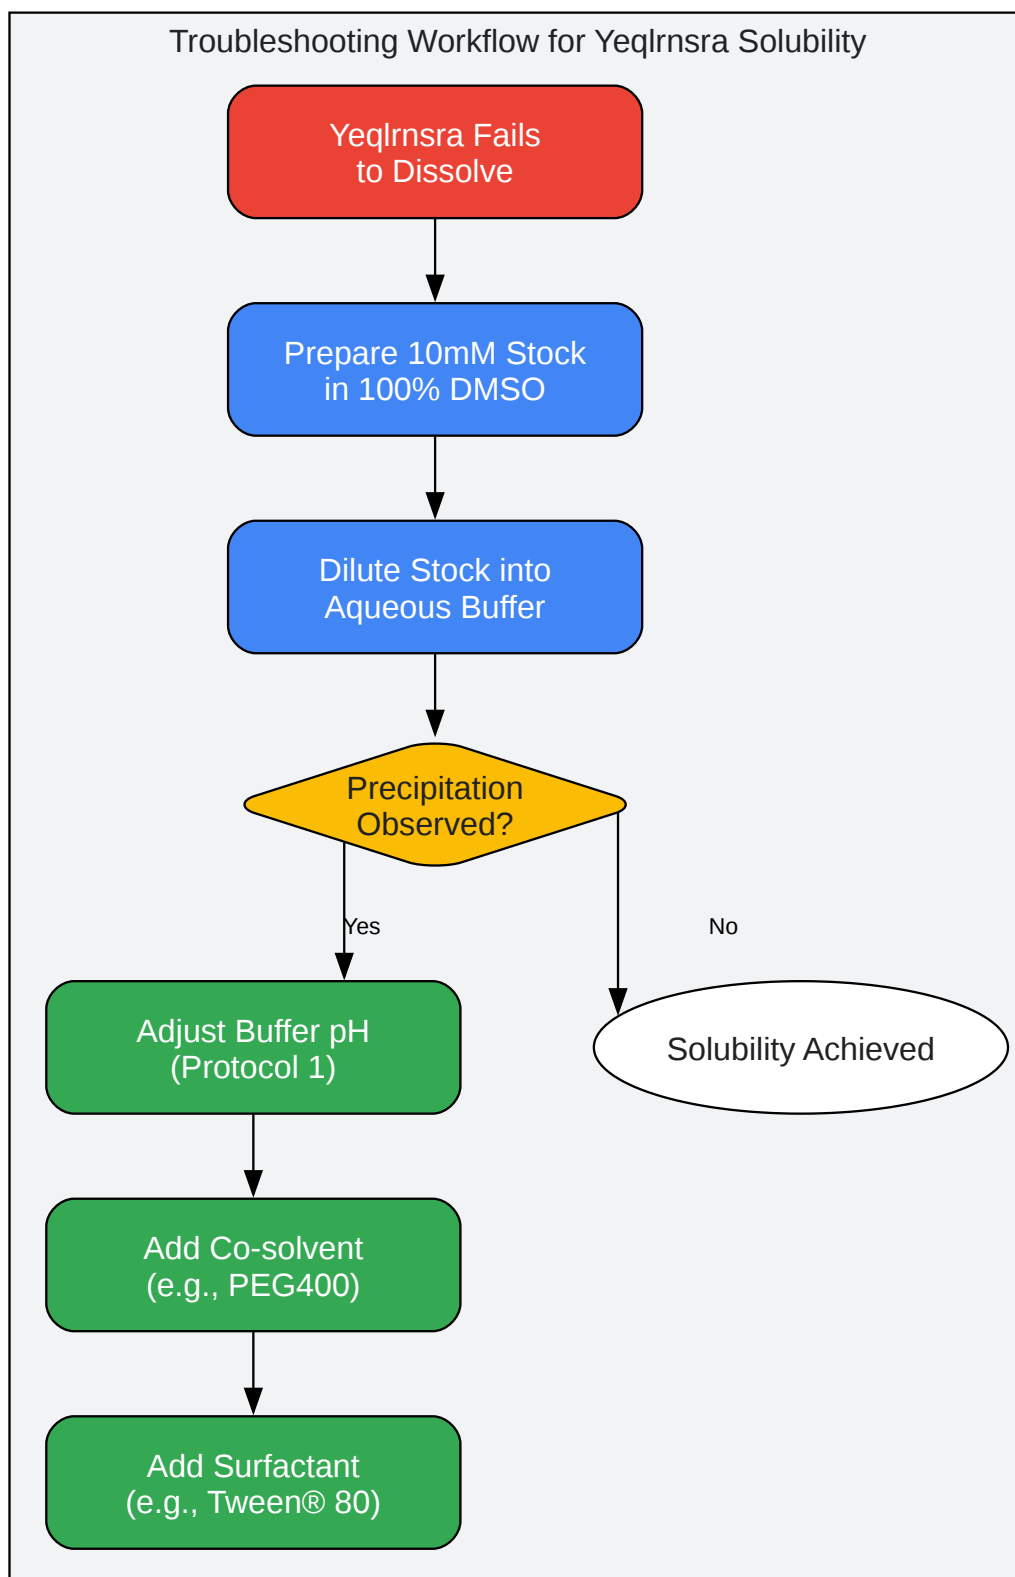 Troubleshooting Workflow for Yeqlrnsra Solubility
Yeqlrnsra Fails
to Dissolve
Prepare 10mM Stock
in 100% DMSO
Dilute Stock into
Aqueous Buffer
Precipitation
Observed?
Yes
No
Adjust Buffer pH
(Protocol 1)
Solubility Achieved
Add Co-solvent
(e.g., PEG400)
Add Surfactant
(e.g., Tween® 80)